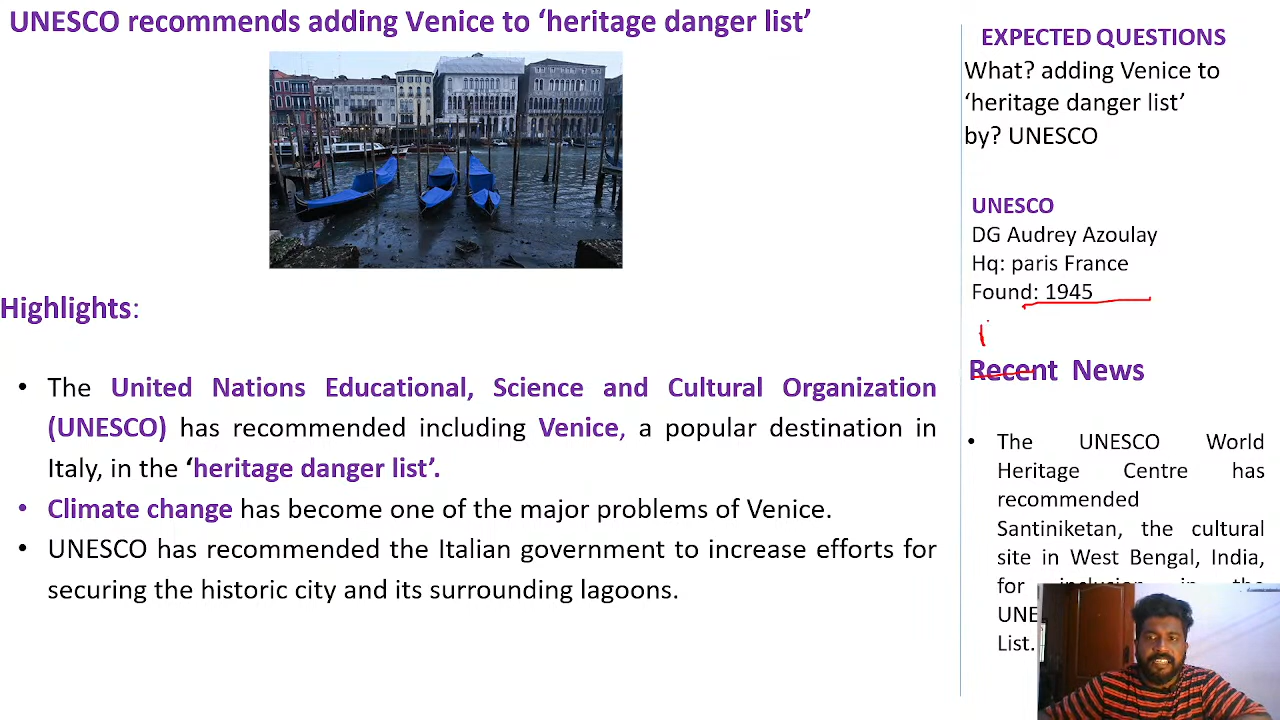 UNESCO recommends adding Venice to ‘heritage danger list’
Highlights:
• The United Nations Educational, Science and Cultural Organization
(UNESCO) has recommended including Venice, a popular destination in
Italy, in the ‘heritage danger list’.
• Climate change has become one of the major problems of Venice.
• UNESCO has recommended the Italian government to increase efforts for
securing the historic city and its surrounding lagoons.
EXPECTED QUESTIONS
What? adding Venice to
‘heritage danger list’
by? UNESCO
UNESCO
DG Audrey Azoulay
Hq: paris France
Found: 1945
Recent News
• The UNESCO World
Heritage Centre has
recommended
Santiniketan, the cultural
site in West Bengal, India,
for inclusion in the
List.